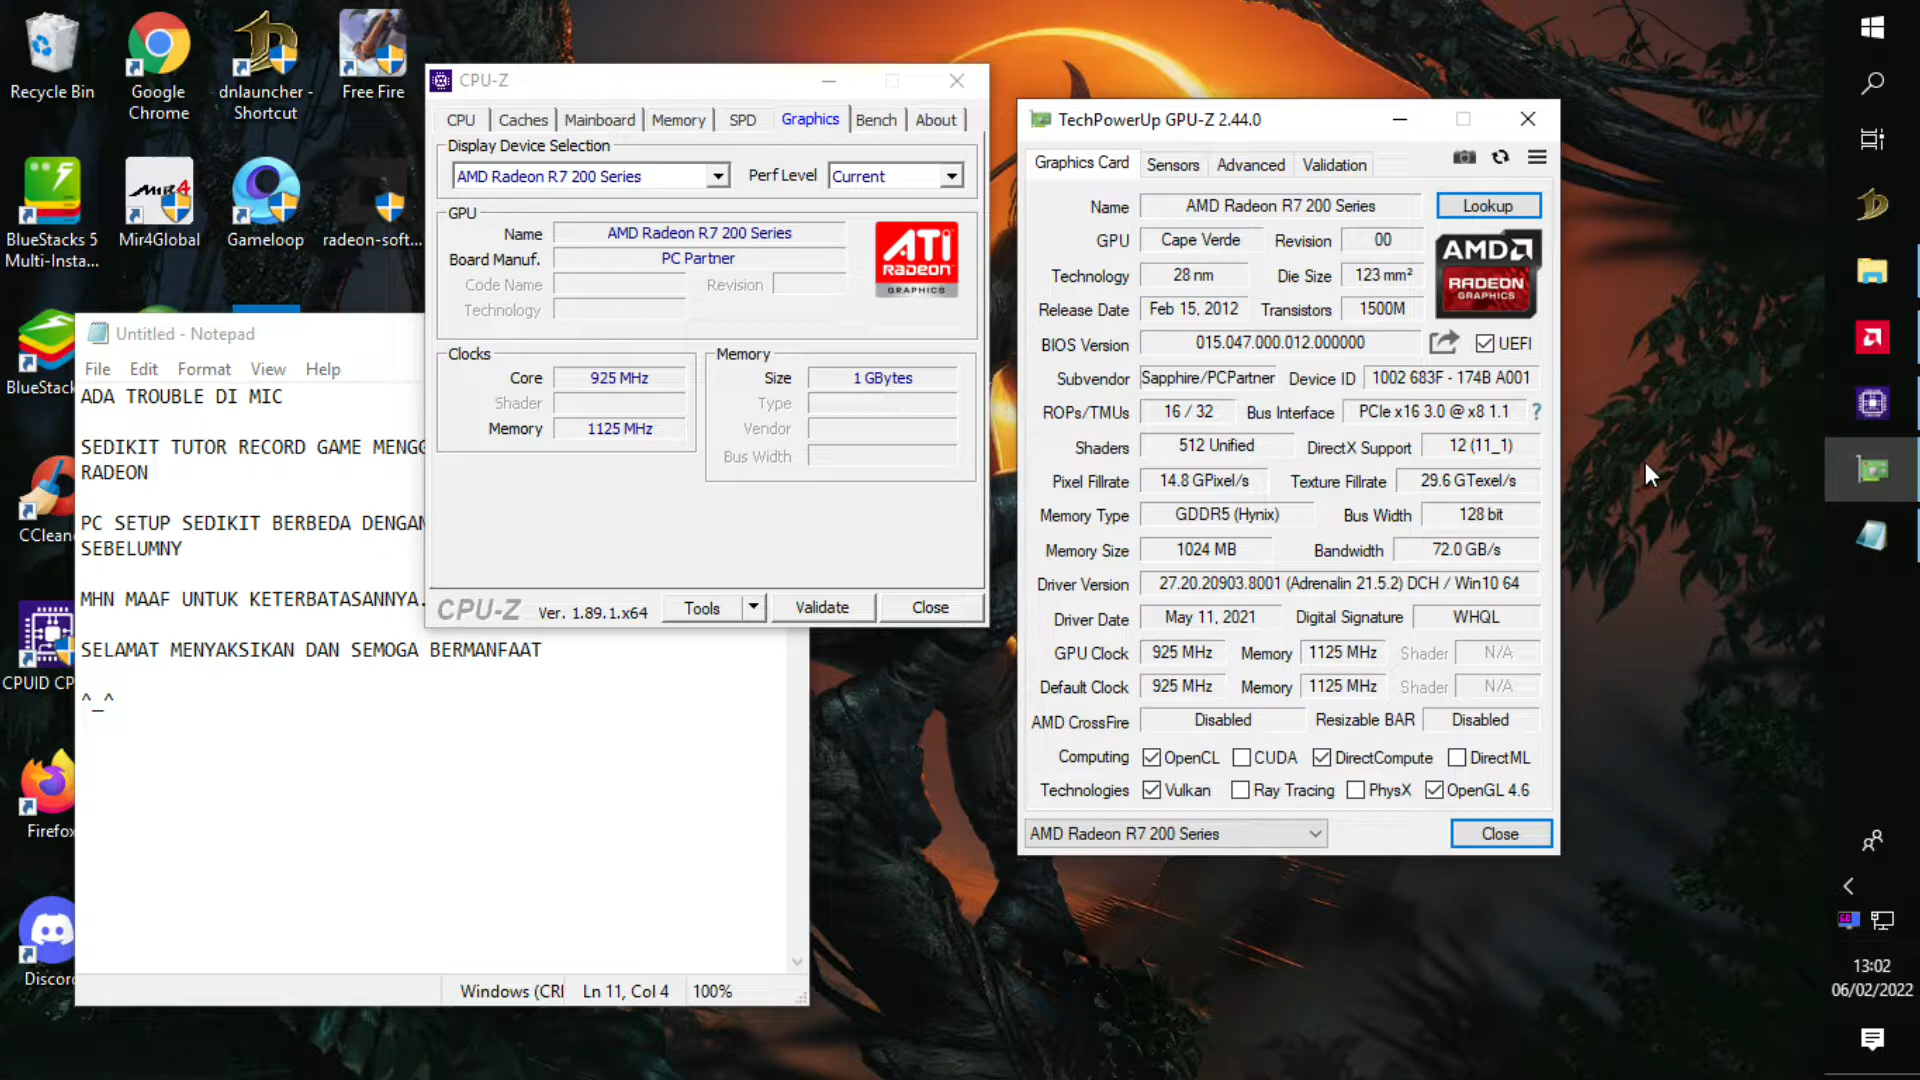 Recycle Bin
Google Chrome
dnlauncher - Shortcut
Free Fire
BlueStacks 5 Multi-Insta...
Mir4Global
Gameloop
radeon-soft...
BlueStack
CClean
CPUID CP
Firefox
Discord
Untitled - Notepad
File Edit Format View Help
ADA TROUBLE DI MIC
SEDIKIT TUTOR RECORD GAME MENGG
RADEON
PC SETUP SEDIKIT BERBEDA DENGAN
SEBELUMNY
MHN MAAF UNTUK KETERBATASANNYA.
SELAMAT MENYAKSIKAN DAN SEMOGA BERMANFAAT
^_^
Windows (CRI Ln 11, Col 4 100%
CPU-Z
CPU Caches Mainboard Memory SPD Graphics Bench About
Display Device Selection
AMD Radeon R7 200 Series Perf Level Current
GPU
Name AMD Radeon R7 200 Series
Board Manuf. PC Partner
Code Name Revision
Technology
ATI RADEON GRAPHICS
Clocks
Core 925 MHz
Shader
Memory 1125 MHz
Memory
Size 1 GBytes
Type
Vendor
Bus Width
CPU-Z Ver. 1.89.1.x64 Tools Validate Close
TechPowerUp GPU-Z 2.44.0
Graphics Card Sensors Advanced Validation
Name AMD Radeon R7 200 Series Lookup
GPU Cape Verde Revision 00
AMD RADEON GRAPHICS
Technology 28 nm Die Size 123 mm²
Release Date Feb 15, 2012 Transistors 1500M
BIOS Version 015.047.000.012.000000 UEFI
Subvendor Sapphire/PCPartner Device ID 1002 683F - 174B A001
ROPs/TMUs 16 / 32 Bus Interface PCIe x16 3.0 @ x8 1.1 ?
Shaders 512 Unified DirectX Support 12 (11_1)
Pixel Fillrate 14.8 GPixel/s Texture Fillrate 29.6 GTexel/s
Memory Type GDDR5 (Hynix) Bus Width 128 bit
Memory Size 1024 MB Bandwidth 72.0 GB/s
Driver Version 27.20.20903.8001 (Adrenalin 21.5.2) DCH / Win10 64
Driver Date May 11, 2021 Digital Signature WHQL
GPU Clock 925 MHz Memory 1125 MHz Shader N/A
Default Clock 925 MHz Memory 1125 MHz Shader N/A
AMD CrossFire Disabled Resizable BAR Disabled
Computing OpenCL CUDA DirectCompute DirectML
Technologies Vulkan Ray Tracing PhysX OpenGL 4.6
AMD Radeon R7 200 Series Close
13:02
06/02/2022